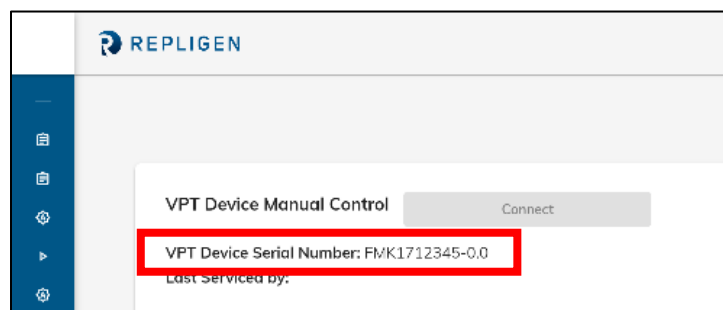 REPLIGEN
VPT Device Manual Control
Connect
VPT Device Serial Number: FMK1712345-0.0
Last Serviced by: